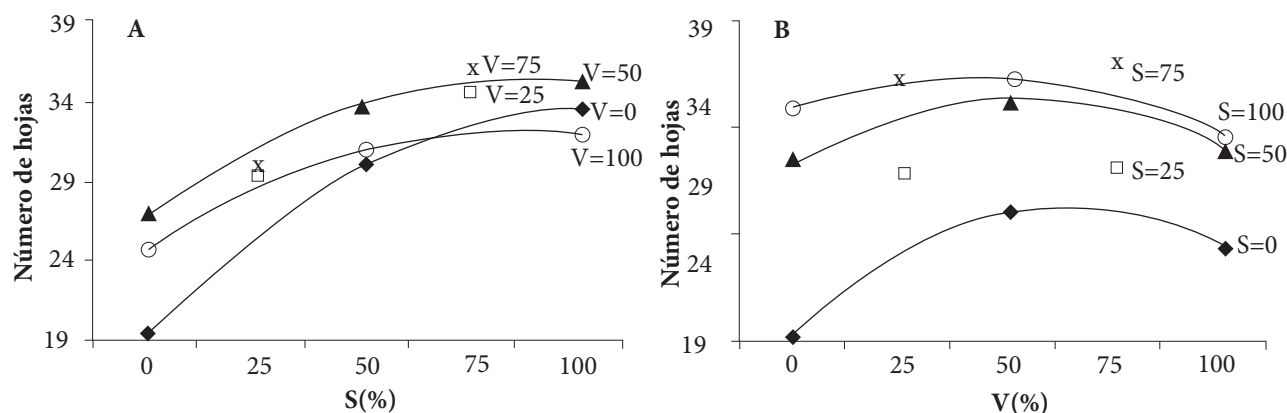 A
Número de hojas
39
34
29
24
19
x V=75
V=50
V=25
V=0
V=100
x
0 25 50 75 100
S(%)
B
Número de hojas
39
34
29
24
19
x
x
S=75
S=100
S=50
S=25
S=0
0 25 50 75 100
V(%)